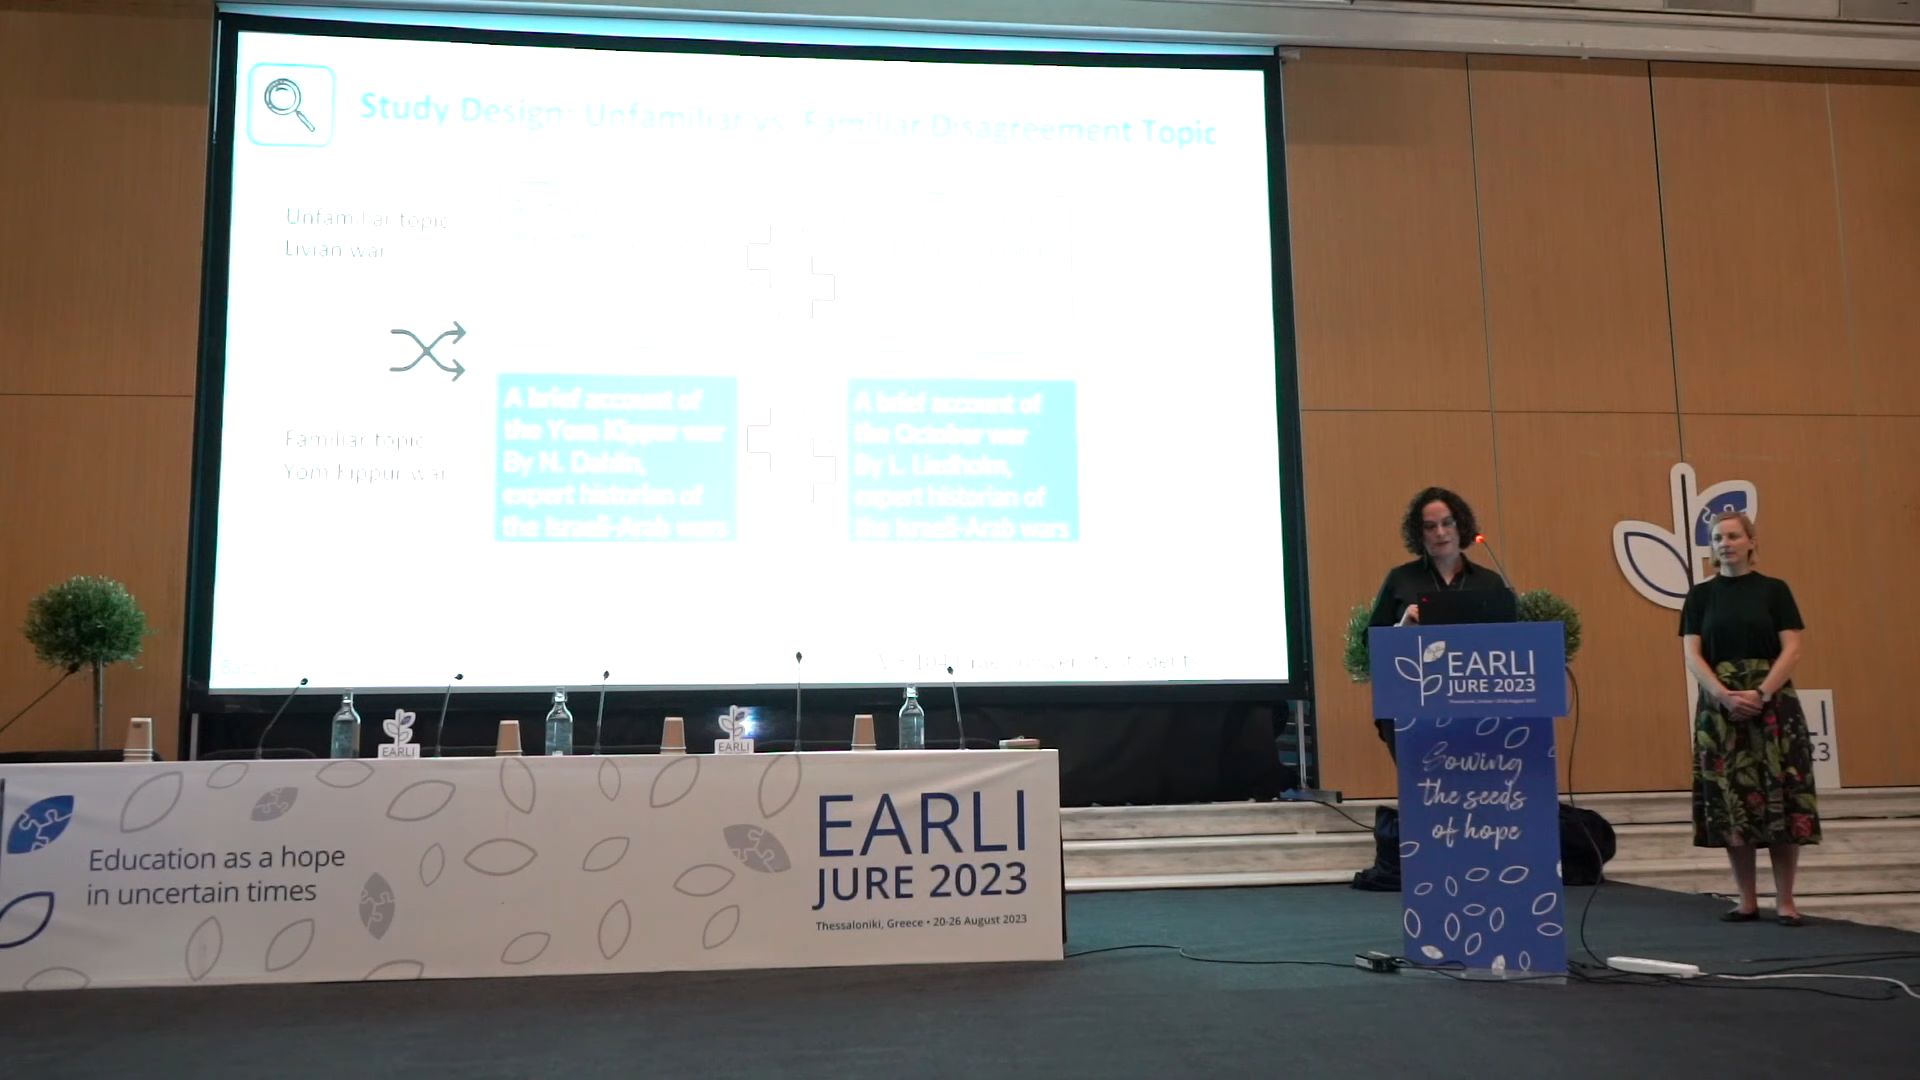 Study Design: Unfamiliar vs. Familiar Disagreement Topic
Unfamiliar topic
Livian war
Familiar topic
Yom Kippur war
A brief account of
the Yom Kippur war
By N. Dahlin,
expert historian of
the Israeli-Arab wars
A brief account of
the October war
By L. Liedholm,
expert historian of
the Israeli-Arab wars
EARLI
EARLI
Education as a hope
in uncertain times
EARLI
JURE 2023
Thessaloniki, Greece • 20-26 August 2023
EARLI
JURE 2023
Sowing
the seeds
of hope
LI
23